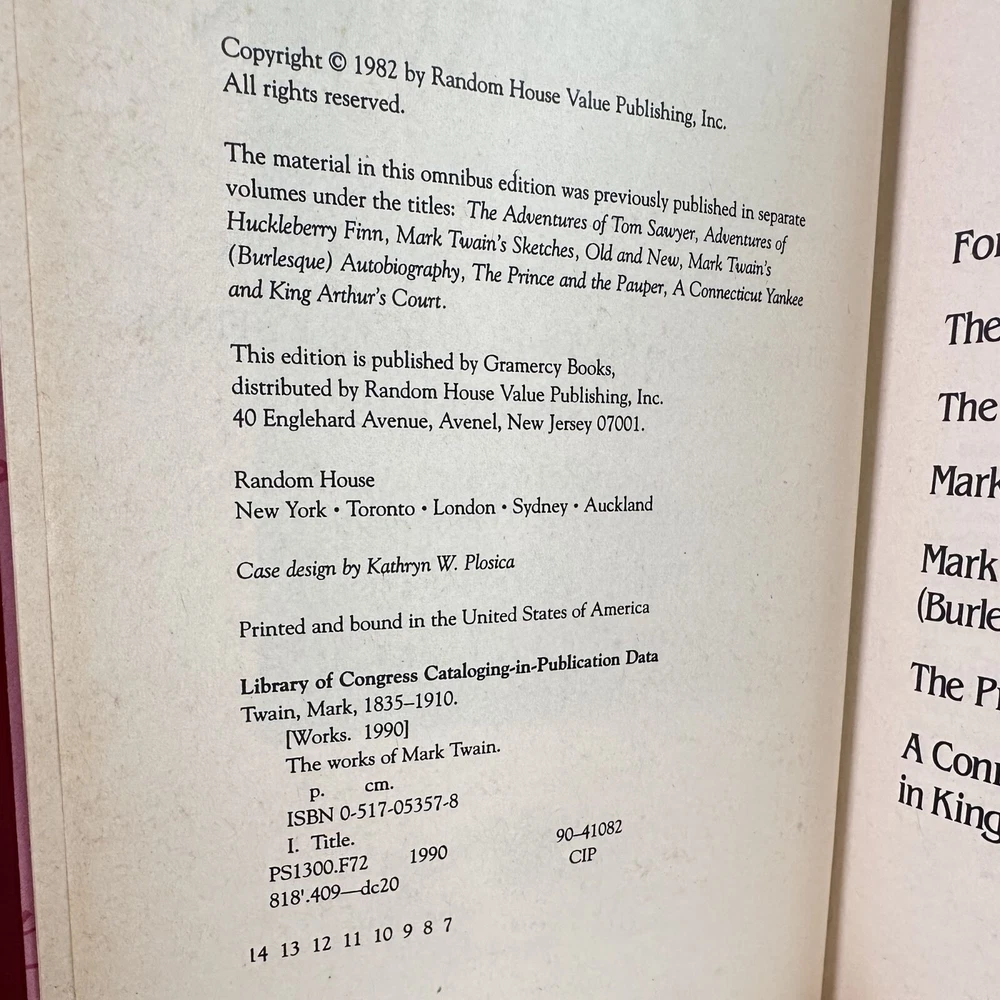 Copyright © 1982 by Random House Value Publishing, Inc.
All rights reserved.
The material in this omnibus edition was previously published in separate
volumes under the titles: The Adventures of Tom Sawyer, Adventures of
Huckleberry Finn, Mark Twain's Sketches, Old and New, Mark Twain's
(Burlesque) Autobiography, The Prince and the Pauper, A Connecticut Yankee
and King Arthur's Court.
This edition is published by Gramercy Books,
distributed by Random House Value Publishing, Inc.
40 Englehard Avenue, Avenel, New Jersey 07001.
Random House
New York • Toronto • London • Sydney • Auckland
Case design by Kathryn W. Plosica
Printed and bound in the United States of America
Library of Congress Cataloging-in-Publication Data
Twain, Mark, 1835–1910.
[Works. 1990]
The works of Mark Twain.
p. cm.
ISBN 0-517-05357-8
I. Title.
PS1300.F72 1990 90–41082
818'.409—dc20 CIP
14 13 12 11 10 9 8 7
The
The
Mark
Mark
The
A
in King